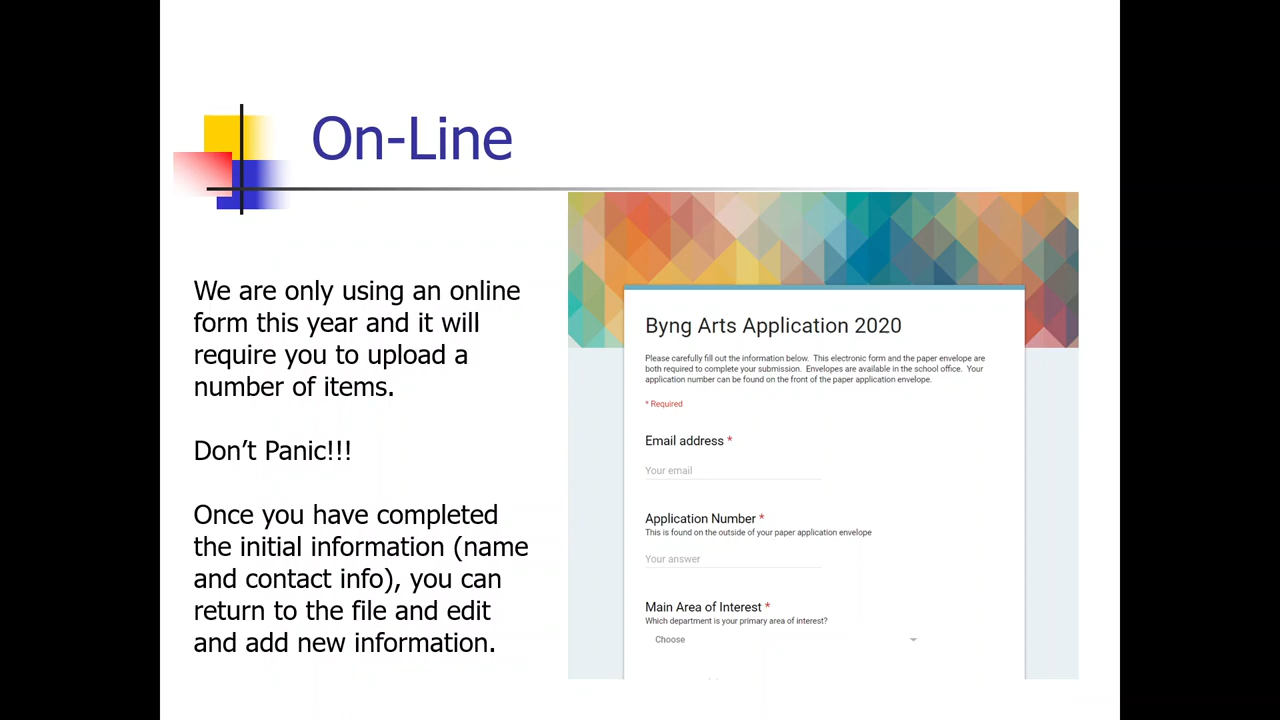 On-Line
We are only using an online
form this year and it will
require you to upload a
number of items.
Don’t Panic!!!
Once you have completed
the initial information (name
and contact info), you can
return to the file and edit
and add new information.
Byng Arts Application 2020
Please carefully fill out the information below. This electronic form and the paper envelope are
both required to complete your submission. Envelopes are available in the school office. Your
application number can be found on the front of the paper application envelope.
* Required
Email address *
Your email
Application Number *
This is found on the outside of your paper application envelope
Your answer
Main Area of Interest *
Which department is your primary area of interest?
Choose